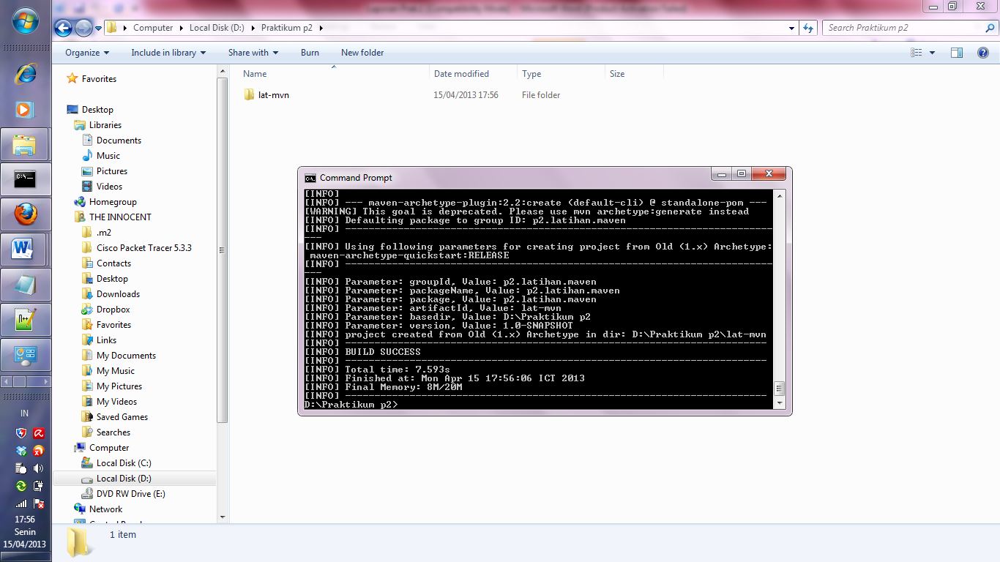 Computer Local Disk (D:) Praktikum p2
Search Praktikum p2
Organize Include in library Share with Burn New folder
Favorites
Desktop
Libraries
Documents
Music
Pictures
Videos
Homegroup
THE INNOCENT
.m2
Cisco Packet Tracer 5.3.3
Contacts
Desktop
Downloads
Dropbox
Favorites
Links
My Documents
My Music
My Pictures
My Videos
Saved Games
Searches
Computer
Local Disk (C:)
Local Disk (D:)
DVD RW Drive (E:)
Network
Name Date modified Type Size
lat-mvn 15/04/2013 17:56 File folder
Command Prompt
[INFO]
[INFO] --- maven-archetype-plugin:2.2:create (default-cli) @ standalone-pom ---
[WARNING] This goal is deprecated. Please use mvn archetype:generate instead
[INFO] Defaulting package to group ID: p2.latihan.maven
[INFO] -------------------------------------------------------------------------
---
[INFO] Using following parameters for creating project from Old (1.x) Archetype:
maven-archetype-quickstart:RELEASE
[INFO] -------------------------------------------------------------------------
---
[INFO] Parameter: groupId, Value: p2.latihan.maven
[INFO] Parameter: packageName, Value: p2.latihan.maven
[INFO] Parameter: package, Value: p2.latihan.maven
[INFO] Parameter: artifactId, Value: lat-mvn
[INFO] Parameter: basedir, Value: D:\Praktikum p2
[INFO] Parameter: version, Value: 1.0-SNAPSHOT
[INFO] project created from Old (1.x) Archetype in dir: D:\Praktikum p2\lat-mvn
[INFO] ------------------------------------------------------------------------
[INFO] BUILD SUCCESS
[INFO] ------------------------------------------------------------------------
[INFO] Total time: 7.593s
[INFO] Finished at: Mon Apr 15 17:56:06 ICT 2013
[INFO] Final Memory: 8M/20M
[INFO] ------------------------------------------------------------------------
D:\Praktikum p2>
1 item
IN
17:56
Senin
15/04/2013